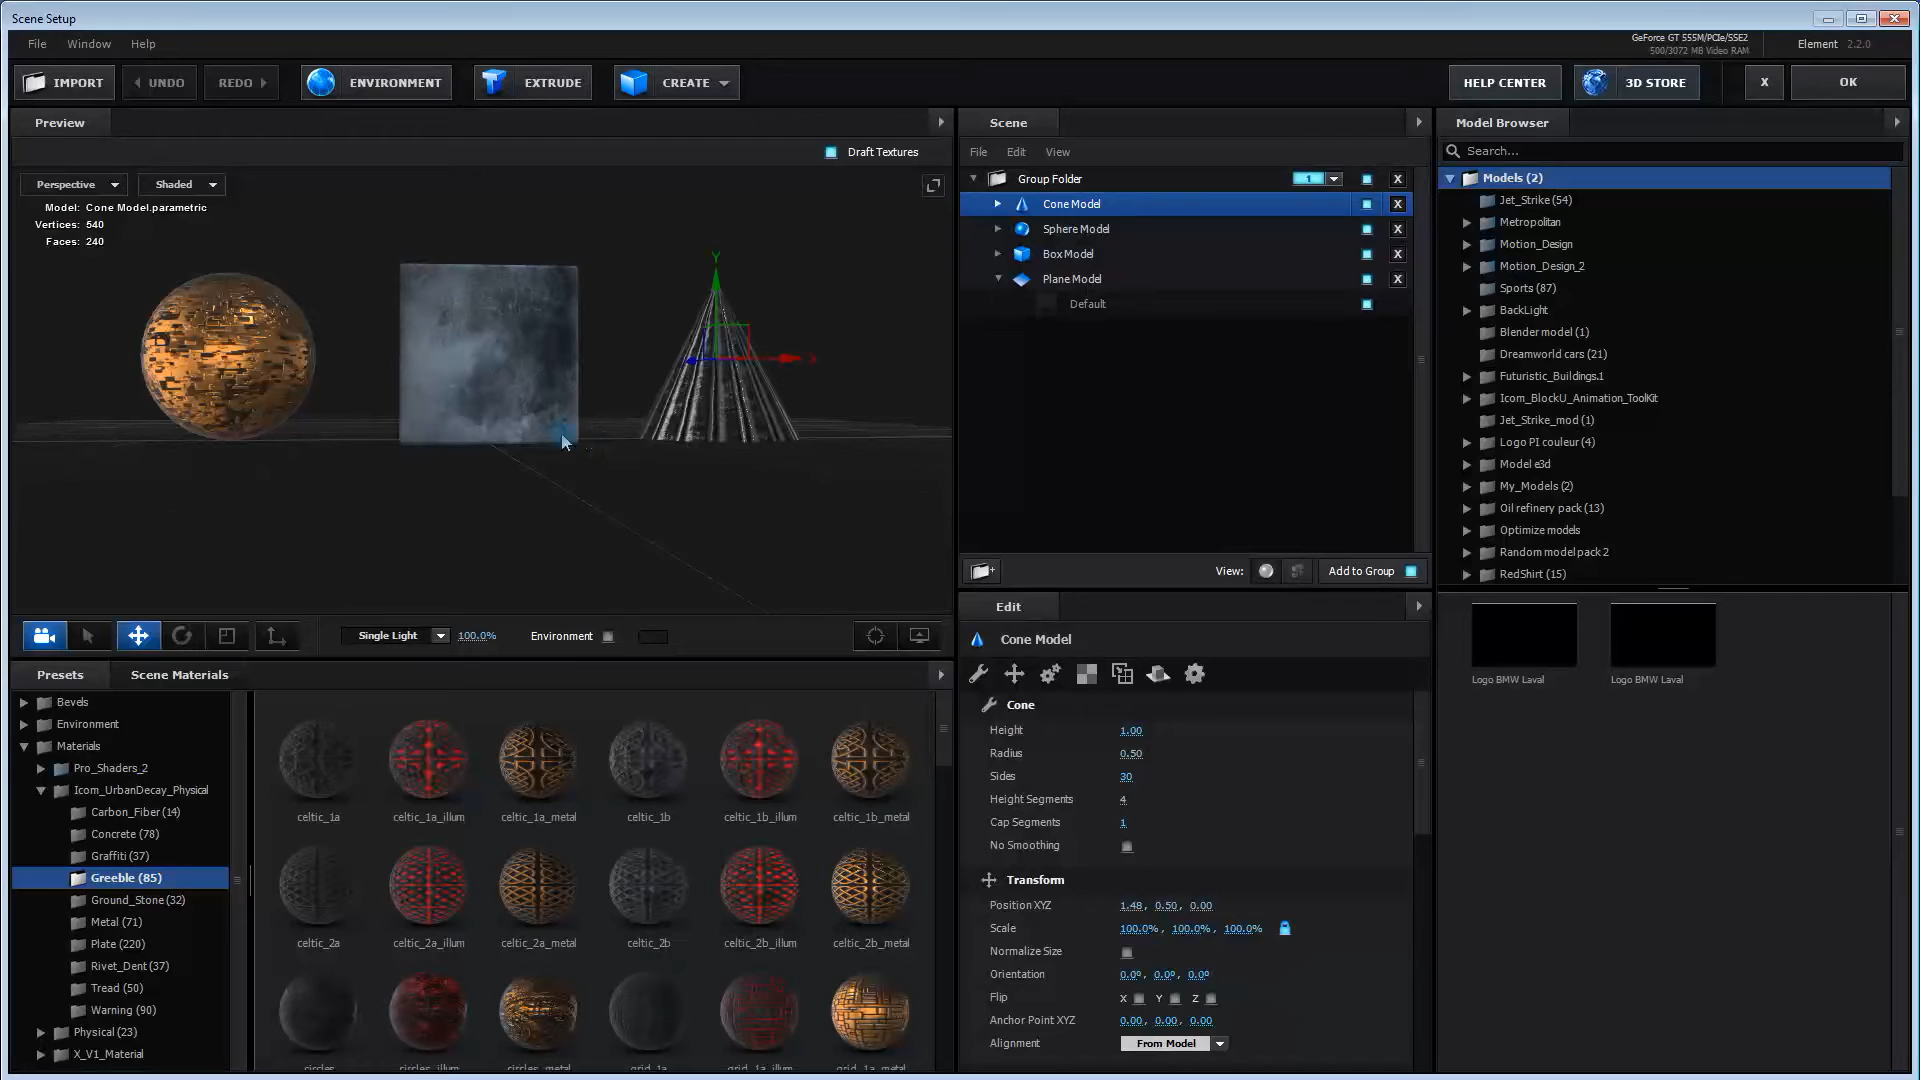 Scene Setup
File Window Help
GeForce GT 555M/PCIe/SSE2
500/3072 MB Video RAM
Element 2.2.0
IMPORT UNDO REDO ENVIRONMENT EXTRUDE CREATE HELP CENTER 3D STORE X OK
Preview
Draft Textures
Perspective Shaded
Model: Cone Model.parametric
Vertices: 540
Faces: 240
Y
X
Single Light 100.0% Environment
Scene
File Edit View
Group Folder 1 X
Cone Model X
Sphere Model X
Box Model X
Plane Model X
Default
View: Add to Group
Model Browser
Search...
Models (2)
Jet_Strike (54)
Metropolitan
Motion_Design
Motion_Design_2
Sports (87)
BackLight
Blender model (1)
Dreamworld cars (21)
Futuristic_Buildings.1
Icom_BlockU_Animation_ToolKit
Jet_Strike_mod (1)
Logo PI couleur (4)
Model e3d
My_Models (2)
Oil refinery pack (13)
Optimize models
Random model pack 2
RedShirt (15)
Logo BMW Laval Logo BMW Laval
Presets Scene Materials
Bevels
Environment
Materials
Pro_Shaders_2
Icom_UrbanDecay_Physical
Carbon_Fiber (14)
Concrete (78)
Graffiti (37)
Greeble (85)
Ground_Stone (32)
Metal (71)
Plate (220)
Rivet_Dent (37)
Tread (50)
Warning (90)
Physical (23)
X_V1_Material
celtic_1a celtic_1a_illum celtic_1a_metal celtic_1b celtic_1b_illum celtic_1b_metal
celtic_2a celtic_2a_illum celtic_2a_metal celtic_2b celtic_2b_illum celtic_2b_metal
circles circles_illum circles_metal grid_1a grid_1a_illum grid_1a_metal
Edit
Cone Model
Cone
Height 1.00
Radius 0.50
Sides 30
Height Segments 4
Cap Segments 1
No Smoothing
Transform
Position XYZ 1.48, 0.50, 0.00
Scale 100.0%, 100.0%, 100.0%
Normalize Size
Orientation 0.0º, 0.0º, 0.0º
Flip X Y Z
Anchor Point XYZ 0.00, 0.00, 0.00
Alignment From Model